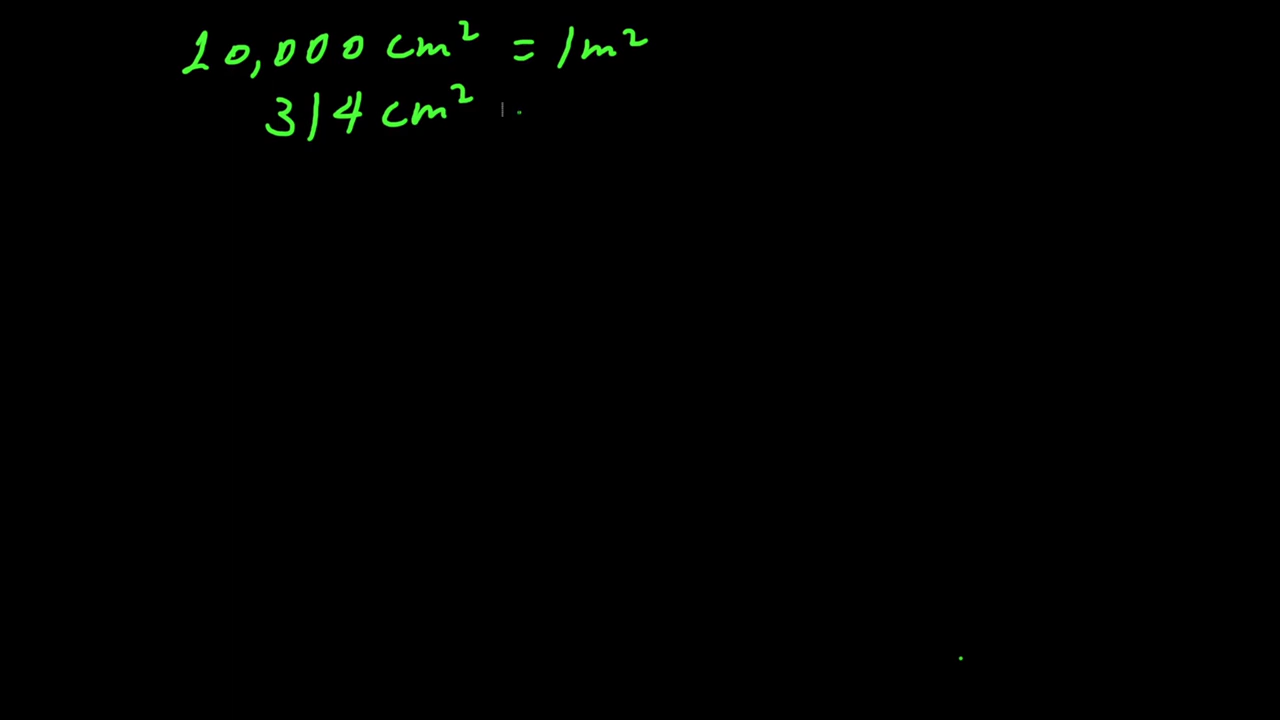 10,000 cm² = 1m²
314 cm²